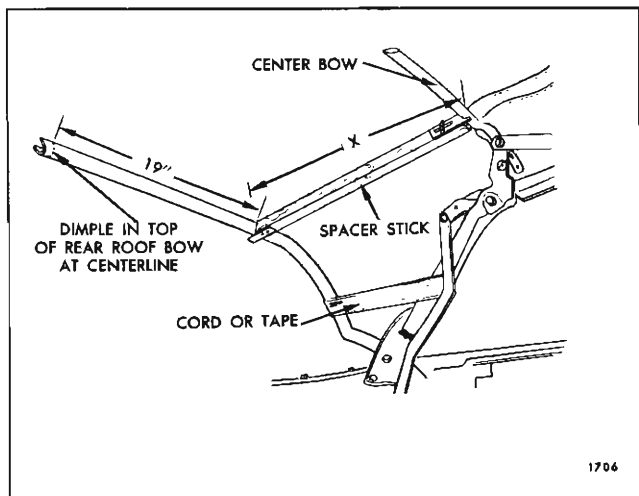 CENTER BOW
X
19"
DIMPLE IN TOP
OF REAR ROOF BOW
AT CENTERLINE
SPACER STICK
CORD OR TAPE
1706